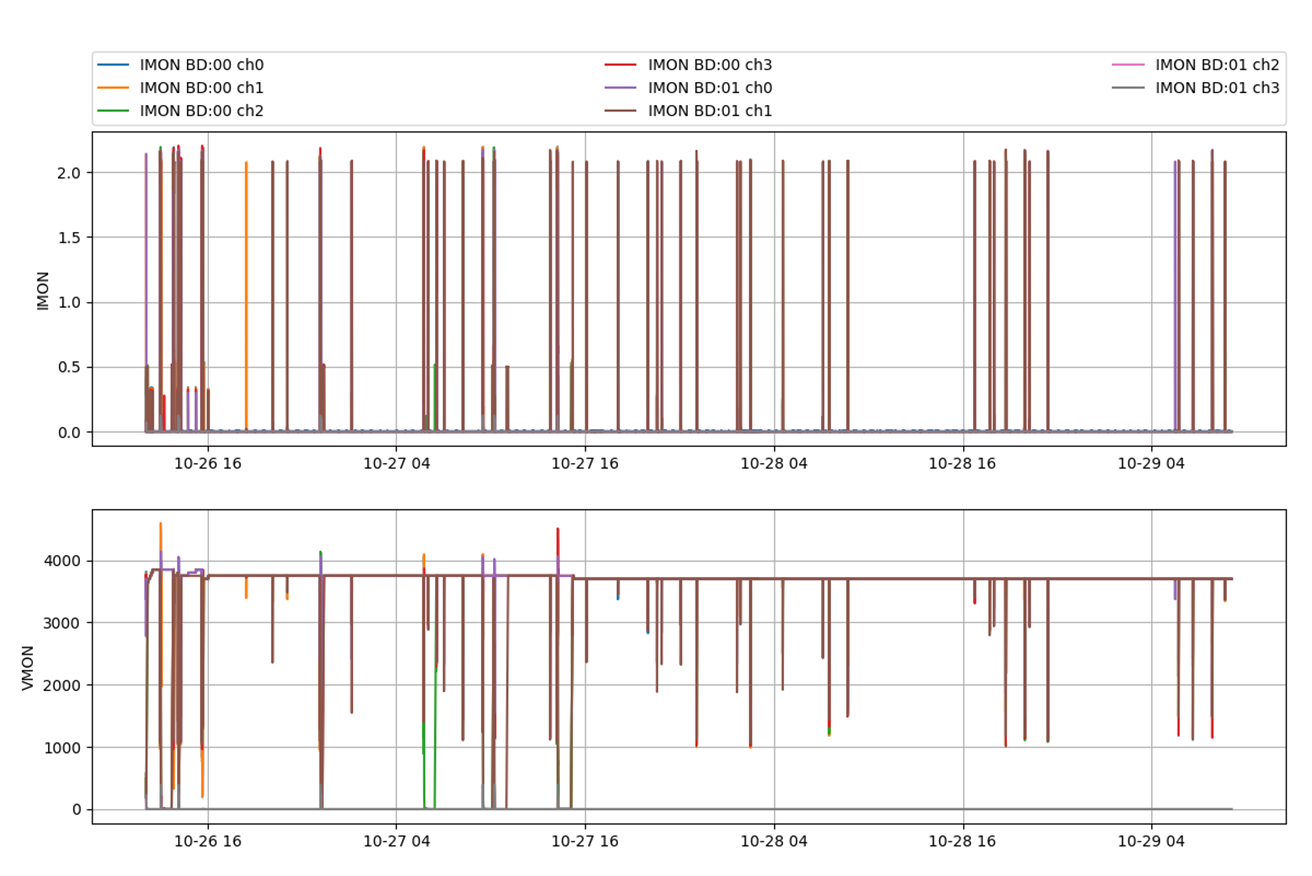 IMON BD:00 ch0
IMON BD:00 ch1
IMON BD:00 ch2
IMON BD:00 ch3
IMON BD:01 ch0
IMON BD:01 ch1
IMON BD:01 ch2
IMON BD:01 ch3
IMON
2.0
1.5
1.0
0.5
0.0
10-26 16
10-27 04
10-27 16
10-28 04
10-28 16
10-29 04
VMON
4000
3000
2000
1000
0
10-26 16
10-27 04
10-27 16
10-28 04
10-28 16
10-29 04